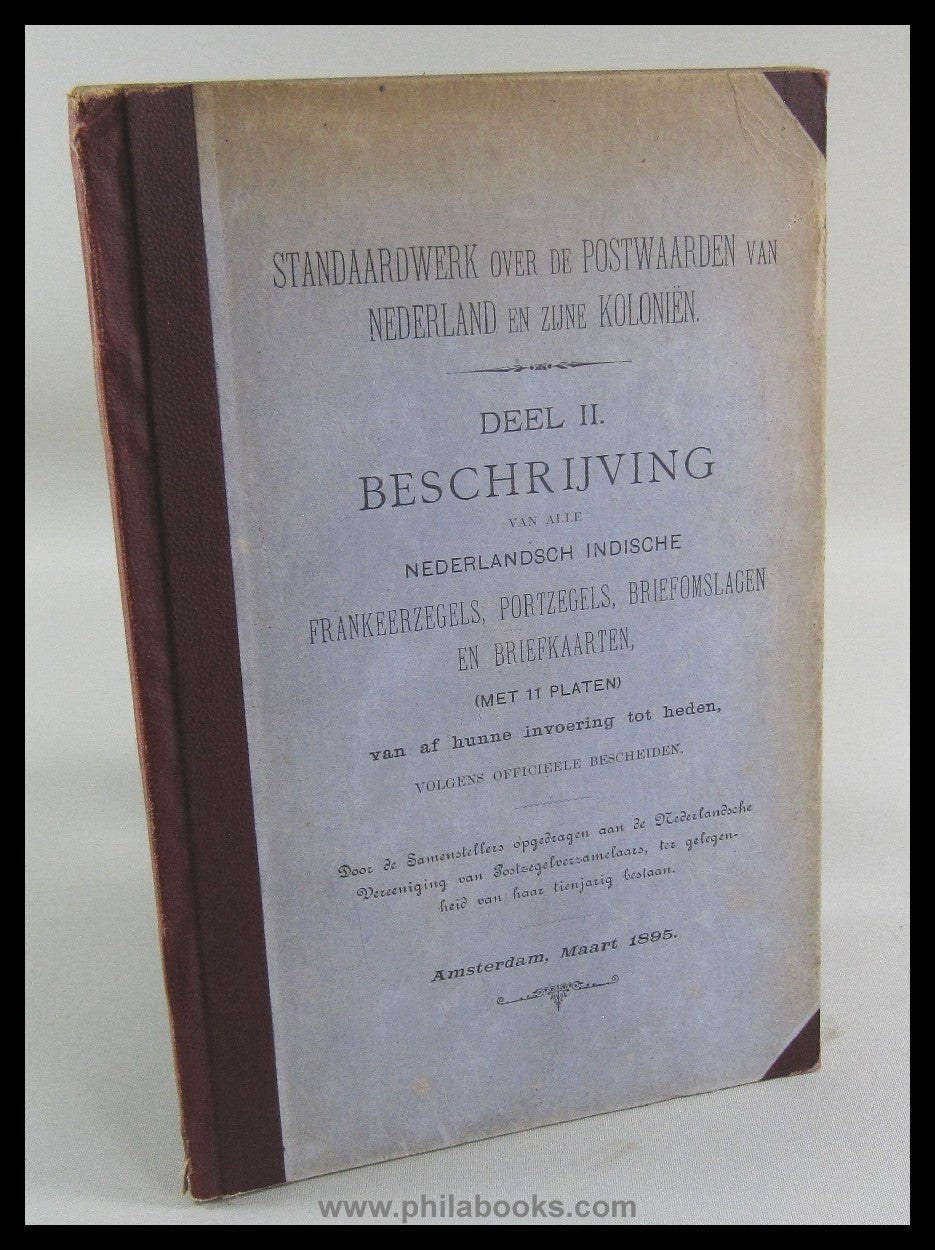 STANDAARDWERK OVER DE POSTWAARDEN VAN
NEDERLAND EN ZIJNE KOLONIËN.
DEEL II.
BESCHRIJVING
VAN ALLE
NEDERLANDSCH INDISCHE
FRANKEERZEGELS, PORTZEGELS, BRIEFOMSLAGEN
EN BRIEFKAARTEN,
(MET 11 PLATEN)
van af hunne invoering tot heden,
VOLGENS OFFICIEELE BESCHEIDEN.
Door de Samenstellers opgedragen aan de Nederlandsche
Vereeniging van Postzegelverzamelaars, ter gelegen-
heid van haar tienjarig bestaan.
Amsterdam, Maart 1895.
www.philabooks.com